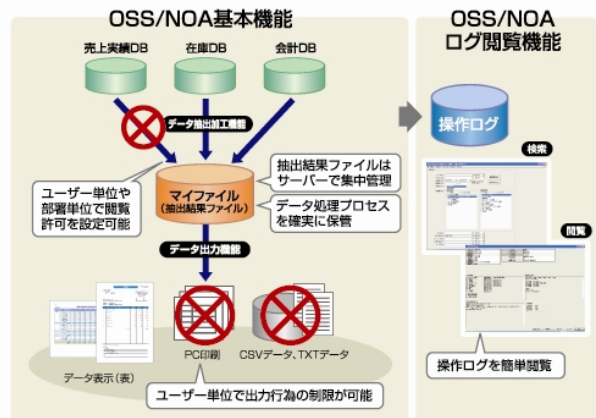 OSS/NOA基本機能
売上実績DB
在庫DB
会計DB
データ抽出加工機能
ユーザー単位や
部署単位で閲覧
許可を設定可能
マイファイル
(抽出結果ファイル)
抽出結果ファイルは
サーバーで集中管理
データ処理プロセス
を確実に保管
データ出力機能
データ表示(表)
PC印刷
CSVデータ、TXTデータ
ユーザー単位で出力行為の制限が可能
OSS/NOA
ログ閲覧機能
操作ログ
検索
閲覧
操作ログを簡単閲覧